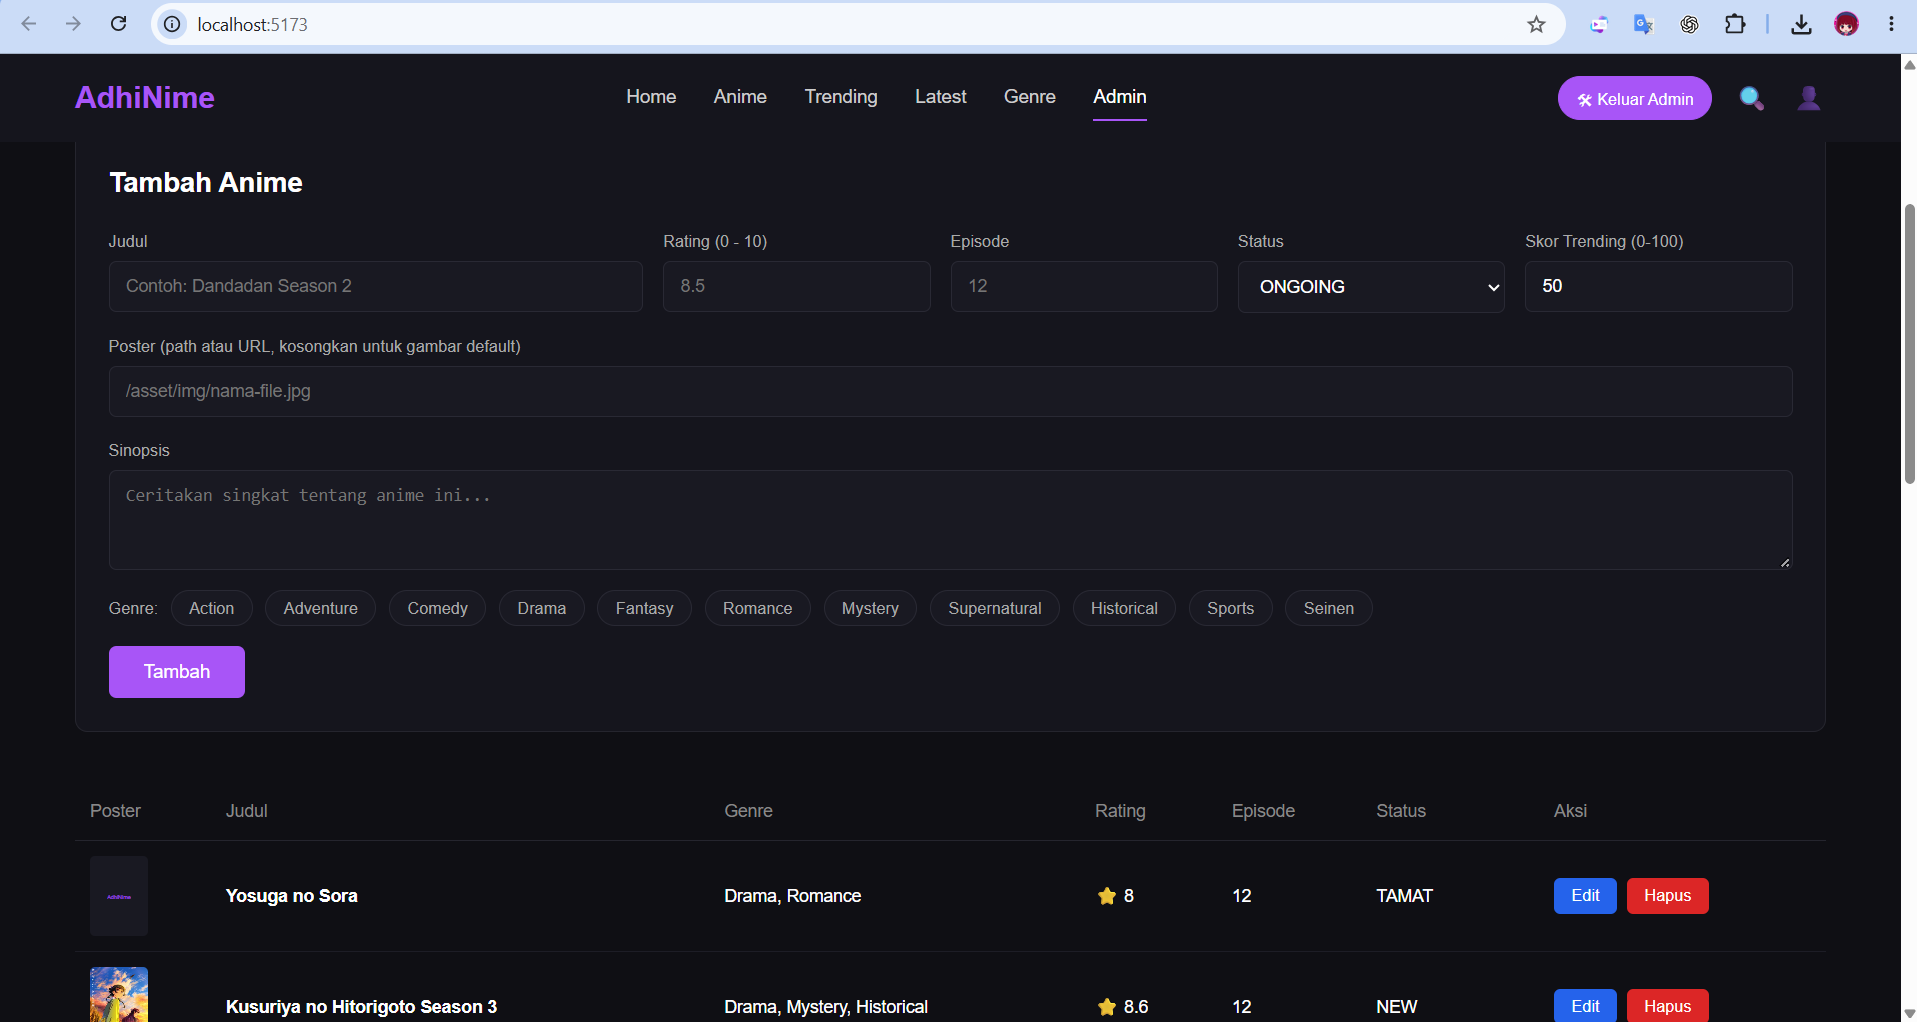 localhost:5173
AdhiNime
Home Anime Trending Latest Genre Admin
Keluar Admin
Tambah Anime
Judul Rating (0 - 10) Episode Status Skor Trending (0-100)
Contoh: Dandadan Season 2 8.5 12 ONGOING 50
Poster (path atau URL, kosongkan untuk gambar default)
/asset/img/nama-file.jpg
Sinopsis
Ceritakan singkat tentang anime ini...
Genre: Action Adventure Comedy Drama Fantasy Romance Mystery Supernatural Historical Sports Seinen
Tambah
Poster Judul Genre Rating Episode Status Aksi
AdhiNime Yosuga no Sora Drama, Romance 8 12 TAMAT Edit Hapus
Kusuriya no Hitorigoto Season 3 Drama, Mystery, Historical 8.6 12 NEW Edit Hapus